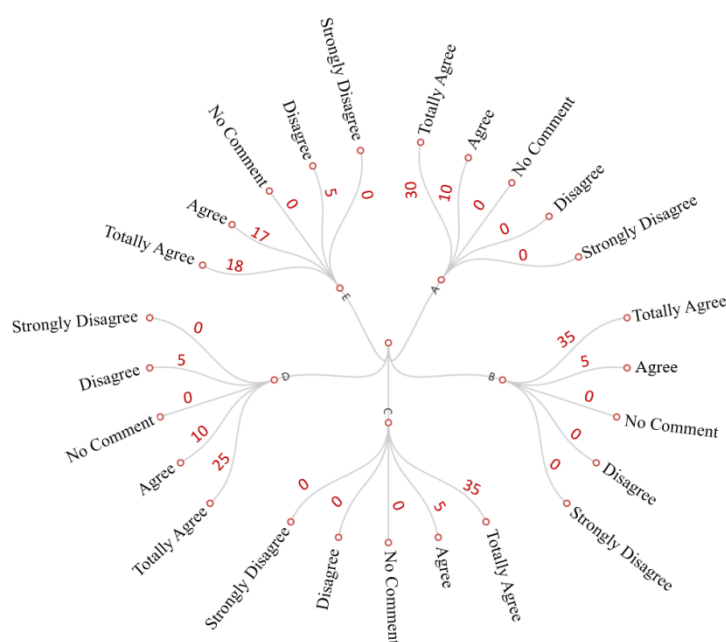 Totally Agree
30
Agree
10
No Comment
0
Disagree
0
Strongly Disagree
0
A
Totally Agree
35
Agree
5
No Comment
0
Disagree
0
Strongly Disagree
0
B
Totally Agree
35
Agree
5
No Comment
0
Disagree
0
Strongly Disagree
0
C
Totally Agree
25
Agree
10
No Comment
0
Disagree
5
Strongly Disagree
0
D
Totally Agree
18
Agree
17
No Comment
0
Disagree
5
Strongly Disagree
0
E